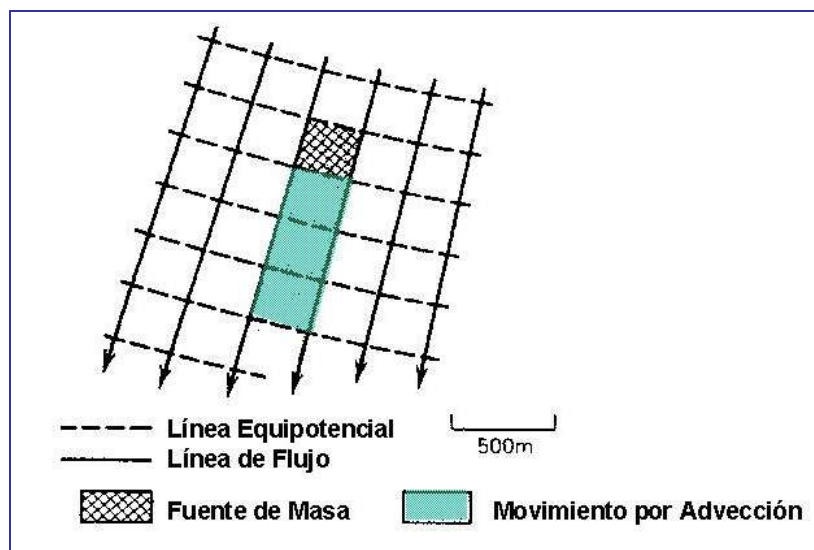 Línea Equipotencial
Línea de Flujo
500m
Fuente de Masa
Movimiento por Advección